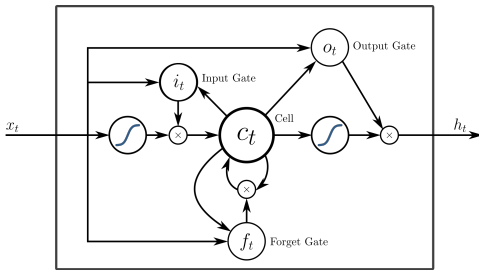 o_t Output Gate
i_t Input Gate
x_t
×
c_t Cell
×
h_t
×
f_t Forget Gate